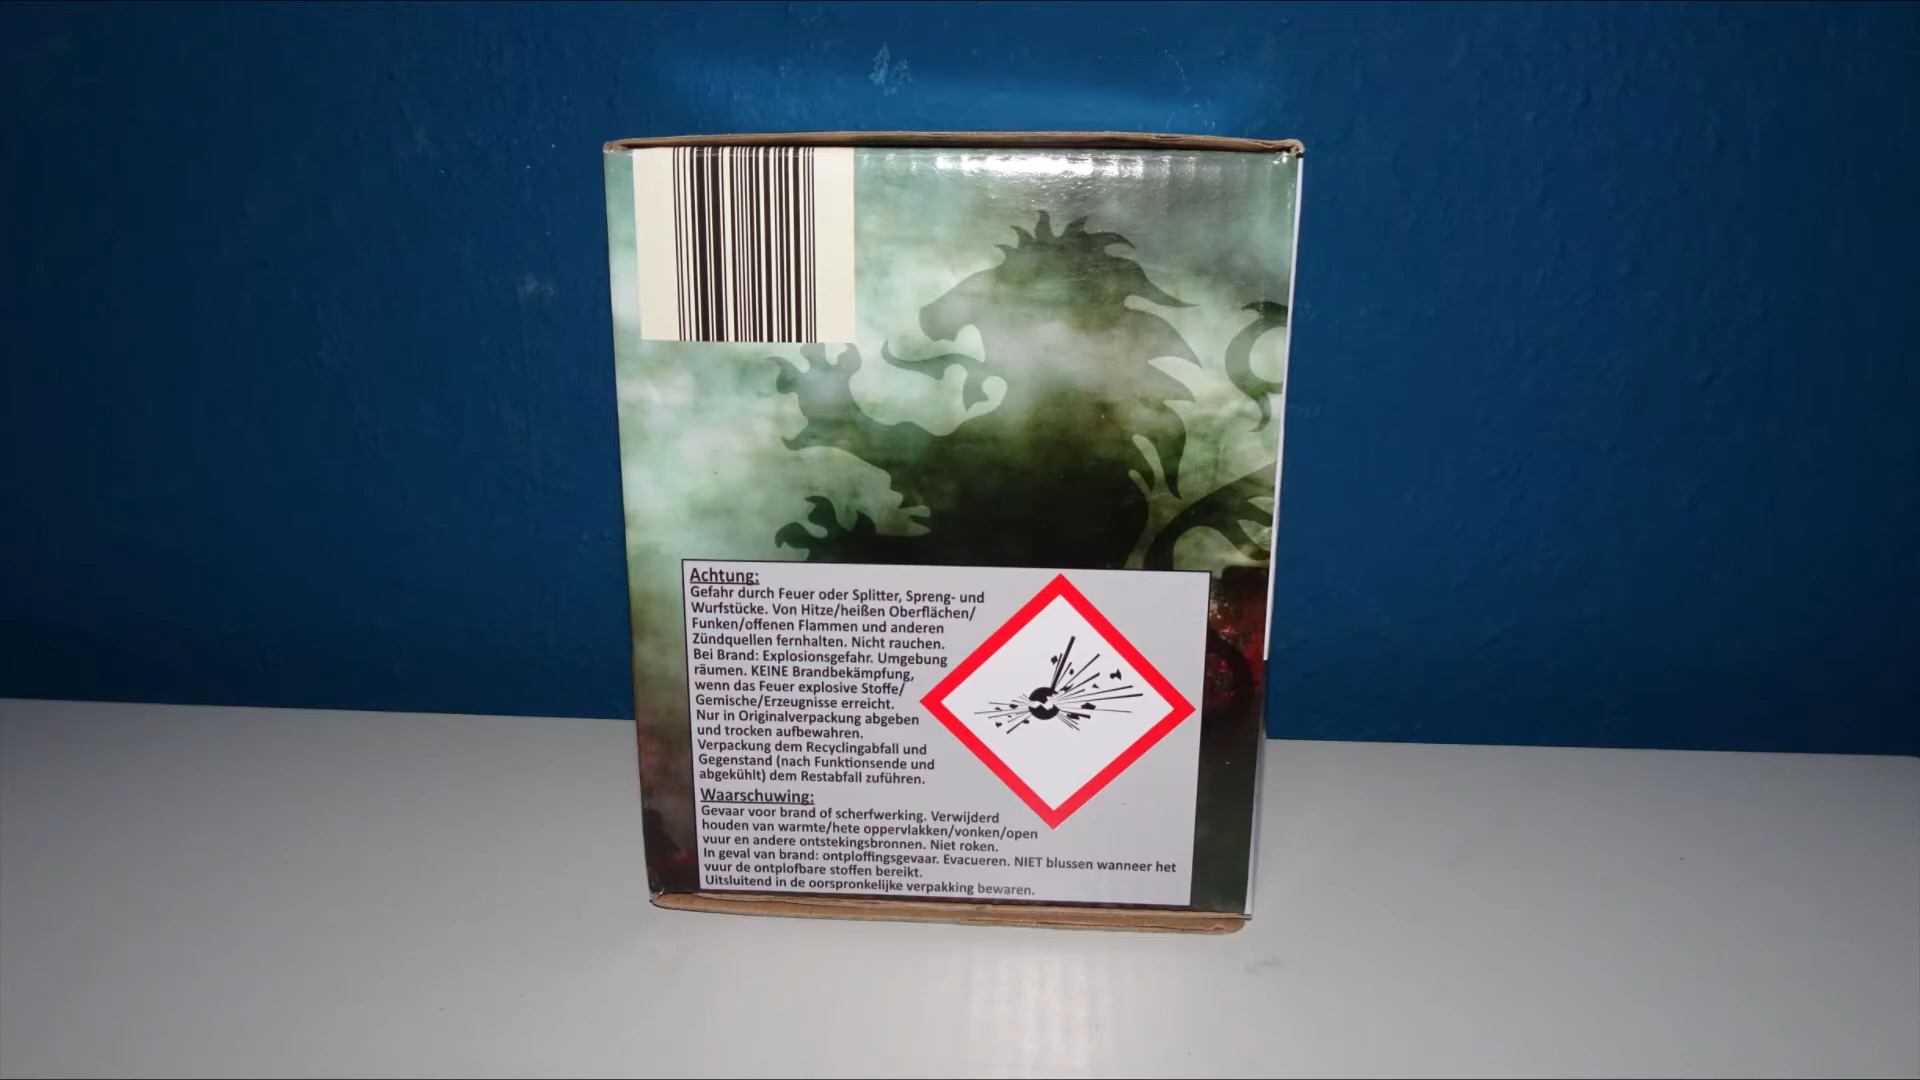 Achtung:
Gefahr durch Feuer oder Splitter, Spreng- und
Wurfstücke. Von Hitze/heißen Oberflächen/
Funken/offenen Flammen und anderen
Zündquellen fernhalten. Nicht rauchen.
Bei Brand: Explosionsgefahr. Umgebung
räumen. KEINE Brandbekämpfung,
wenn das Feuer explosive Stoffe/
Gemische/Erzeugnisse erreicht.
Nur in Originalverpackung abgeben
und trocken aufbewahren.
Verpackung dem Recyclingabfall und
Gegenstand (nach Funktionsende und
abgekühlt) dem Restabfall zuführen.
Waarschuwing:
Gevaar voor brand of scherfwerking. Verwijderd
houden van warmte/hete oppervlakken/vonken/open
vuur en andere ontstekingsbronnen. Niet roken.
In geval van brand: ontploffingsgevaar. Evacueren. NIET blussen wanneer het
vuur de ontplofbare stoffen bereikt.
Uitsluitend in de oorspronkelijke verpakking bewaren.